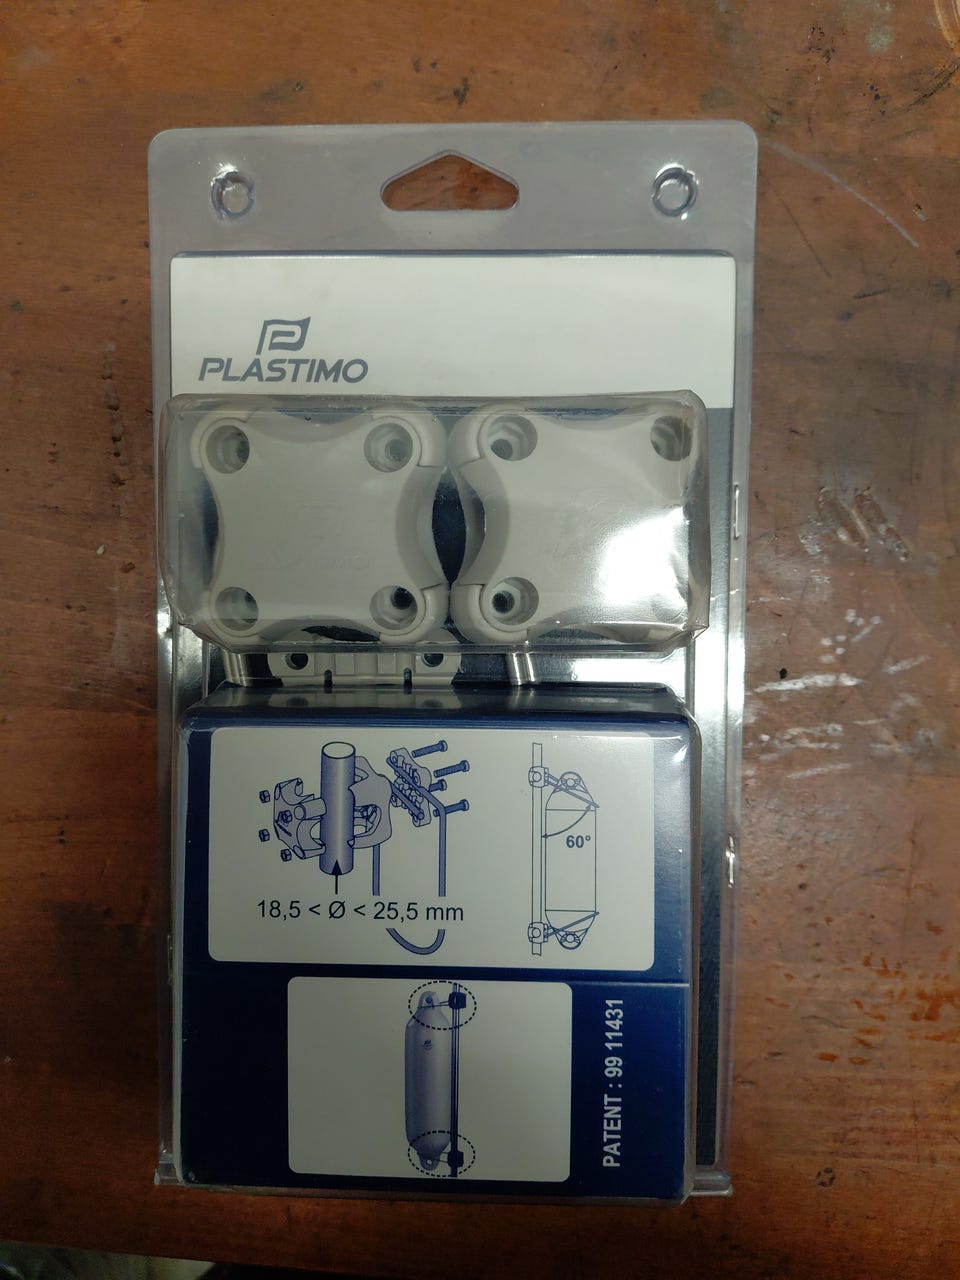 PLASTIMO
60°
18,5 < Ø < 25,5 mm
PATENT : 99 11431